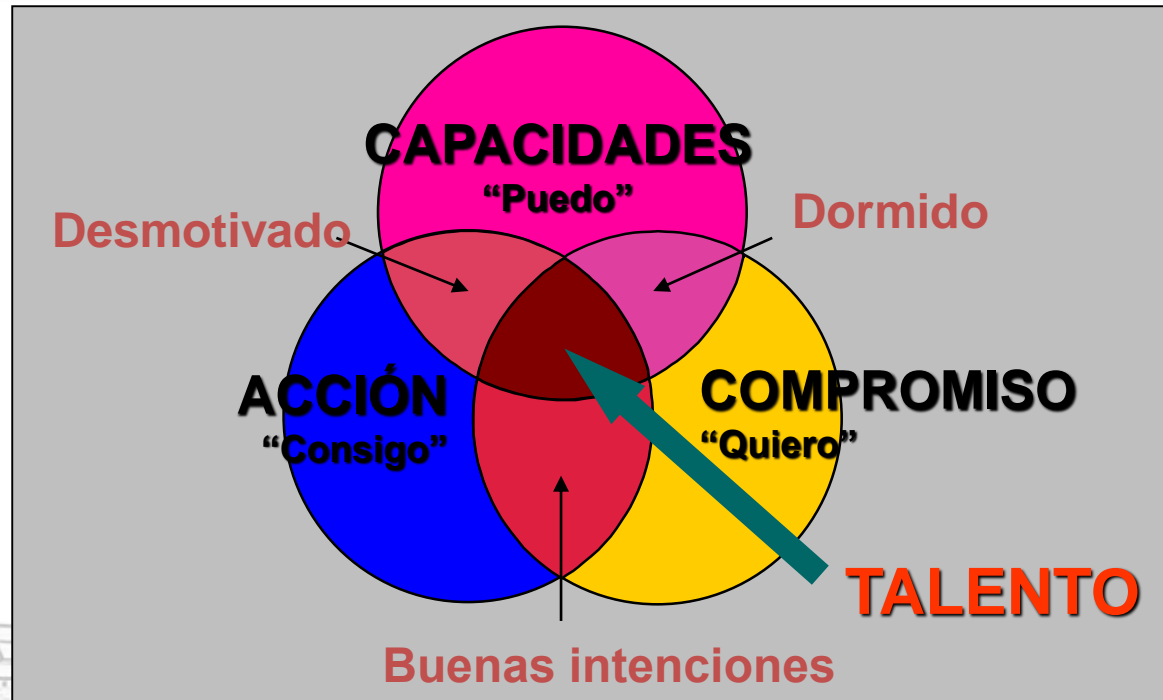 CAPACIDADES
“Puedo”
Desmotivado
Dormido
ACCIÓN
“Consigo”
COMPROMISO
“Quiero”
TALENTO
Buenas intenciones